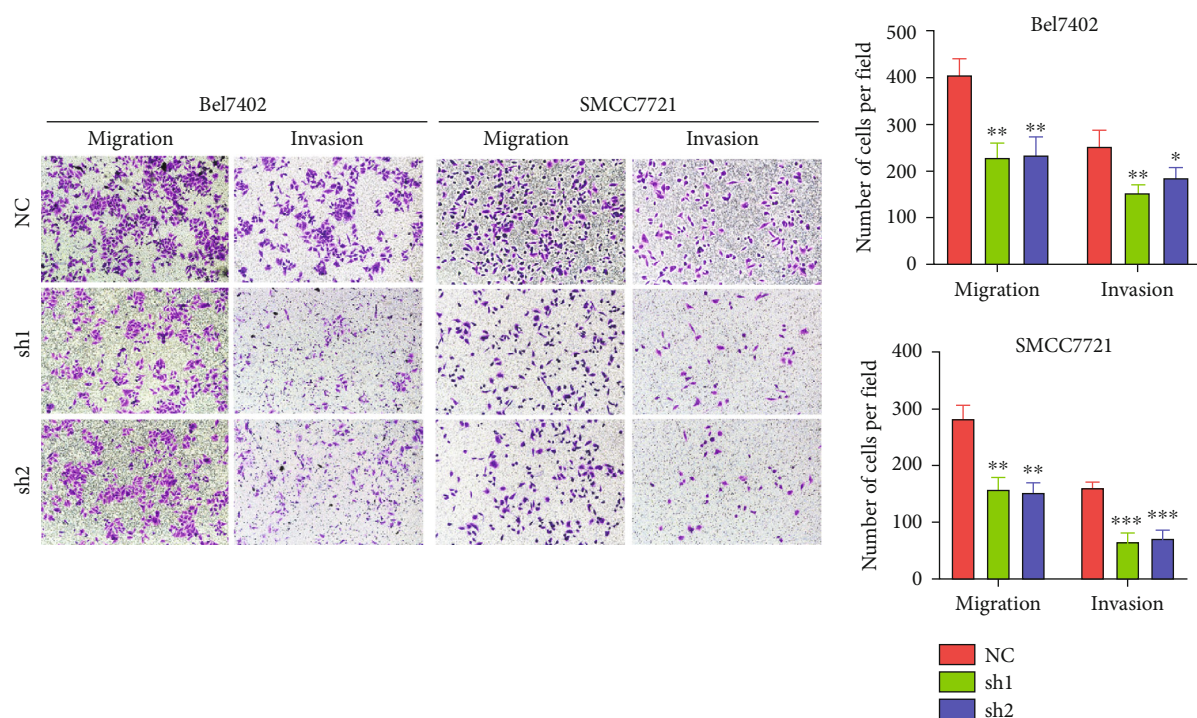 Bel7402
SMCC7721
Migration
Invasion
Migration
Invasion
NC
sh1
sh2
Bel7402
Number of cells per field
500
400
300
200
100
0
**
**
**
*
Migration
Invasion
SMCC7721
Number of cells per field
400
300
200
100
0
**
**
***
***
Migration
Invasion
NC
sh1
sh2